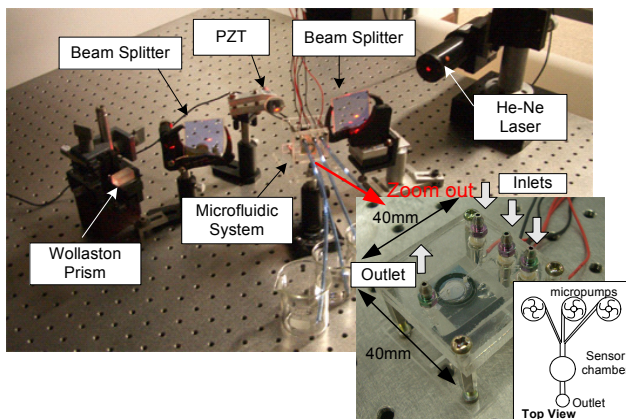 PZT
Beam Splitter
Beam Splitter
He-Ne
Laser
Zoom out
Inlets
40mm
Microfluidic
System
Wollaston
Prism
Outlet
40mm
micropumps
Sensor
chamber
Outlet
Top View